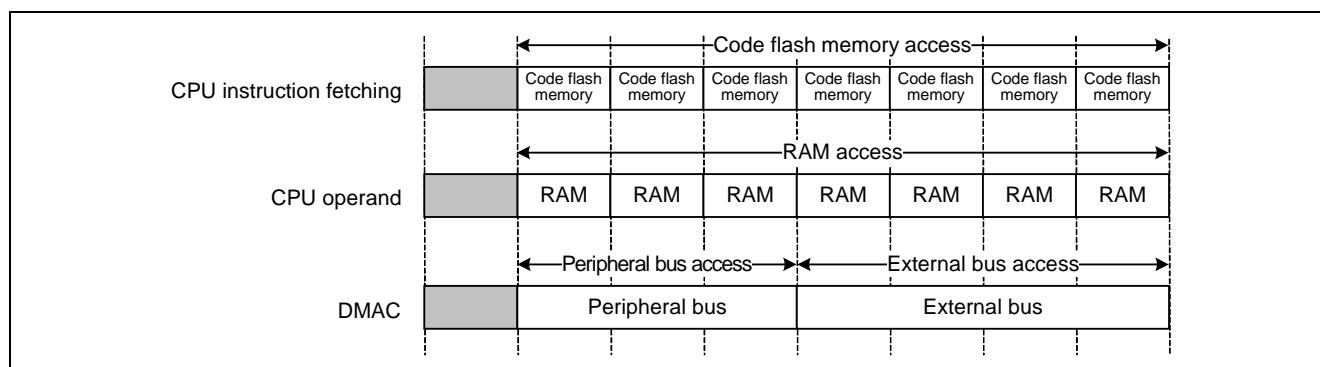 Code flash memory access
CPU instruction fetching
Code flash Code flash Code flash Code flash Code flash Code flash Code flash
memory memory memory memory memory memory memory
RAM access
CPU operand
RAM RAM RAM RAM RAM RAM RAM
Peripheral bus access External bus access
DMAC
Peripheral bus External bus